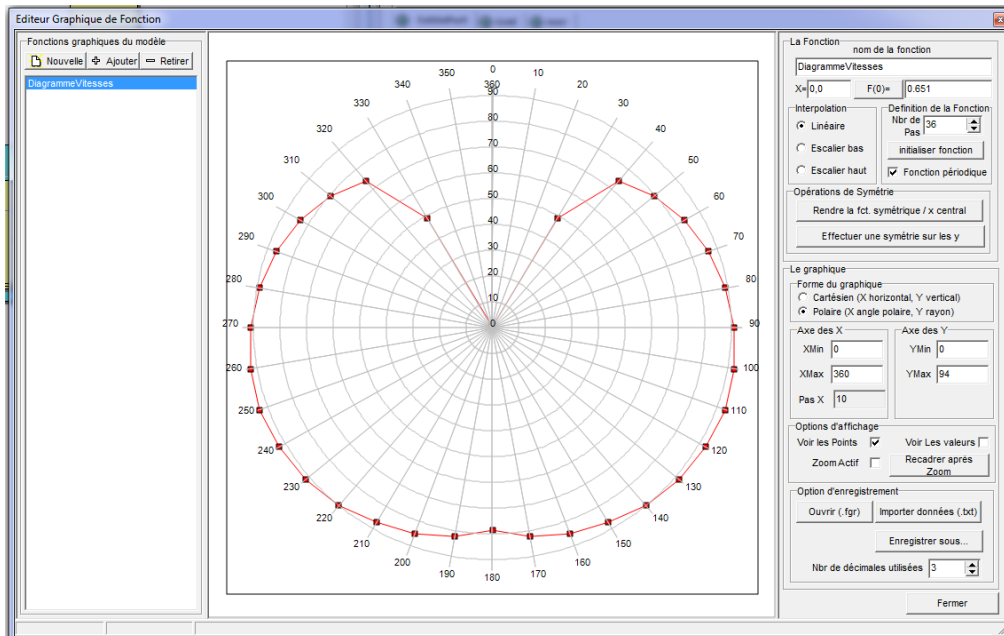 Editeur Graphique de Fonction
Fonctions graphiques du modèle
Nouvelle Ajouter Retirer
DiagrammeVitesses
0
350 10
340 20
330 30
320 40
310 50
300 60
290 70
280 80
270 90
260 100
250 110
240 120
230 130
220 140
210 150
200 160
190 170
180
360
90
80
70
60
50
40
30
20
10
0
La Fonction
nom de la fonction
DiagrammeVitesses
X= 0,0 F(0)= 0.651
Interpolation
Linéaire
Escalier bas
Escalier haut
Definition de la Fonction
Nbr de Pas 36
initialiser fonction
Fonction périodique
Opérations de Symétrie
Rendre la fct. symétrique / x central
Effectuer une symétrie sur les y
Le graphique
Forme du graphique
Cartésien (X horizontal, Y vertical)
Polaire (X angle polaire, Y rayon)
Axe des X
XMin 0
XMax 360
Pas X 10
Axe des Y
YMin 0
YMax 94
Options d'affichage
Voir les Points Voir Les valeurs
Zoom Actif Recadrer après Zoom
Option d'enregistrement
Ouvrir (.fgr) Importer données (.txt)
Enregistrer sous...
Nbr de décimales utilisées 3
Fermer